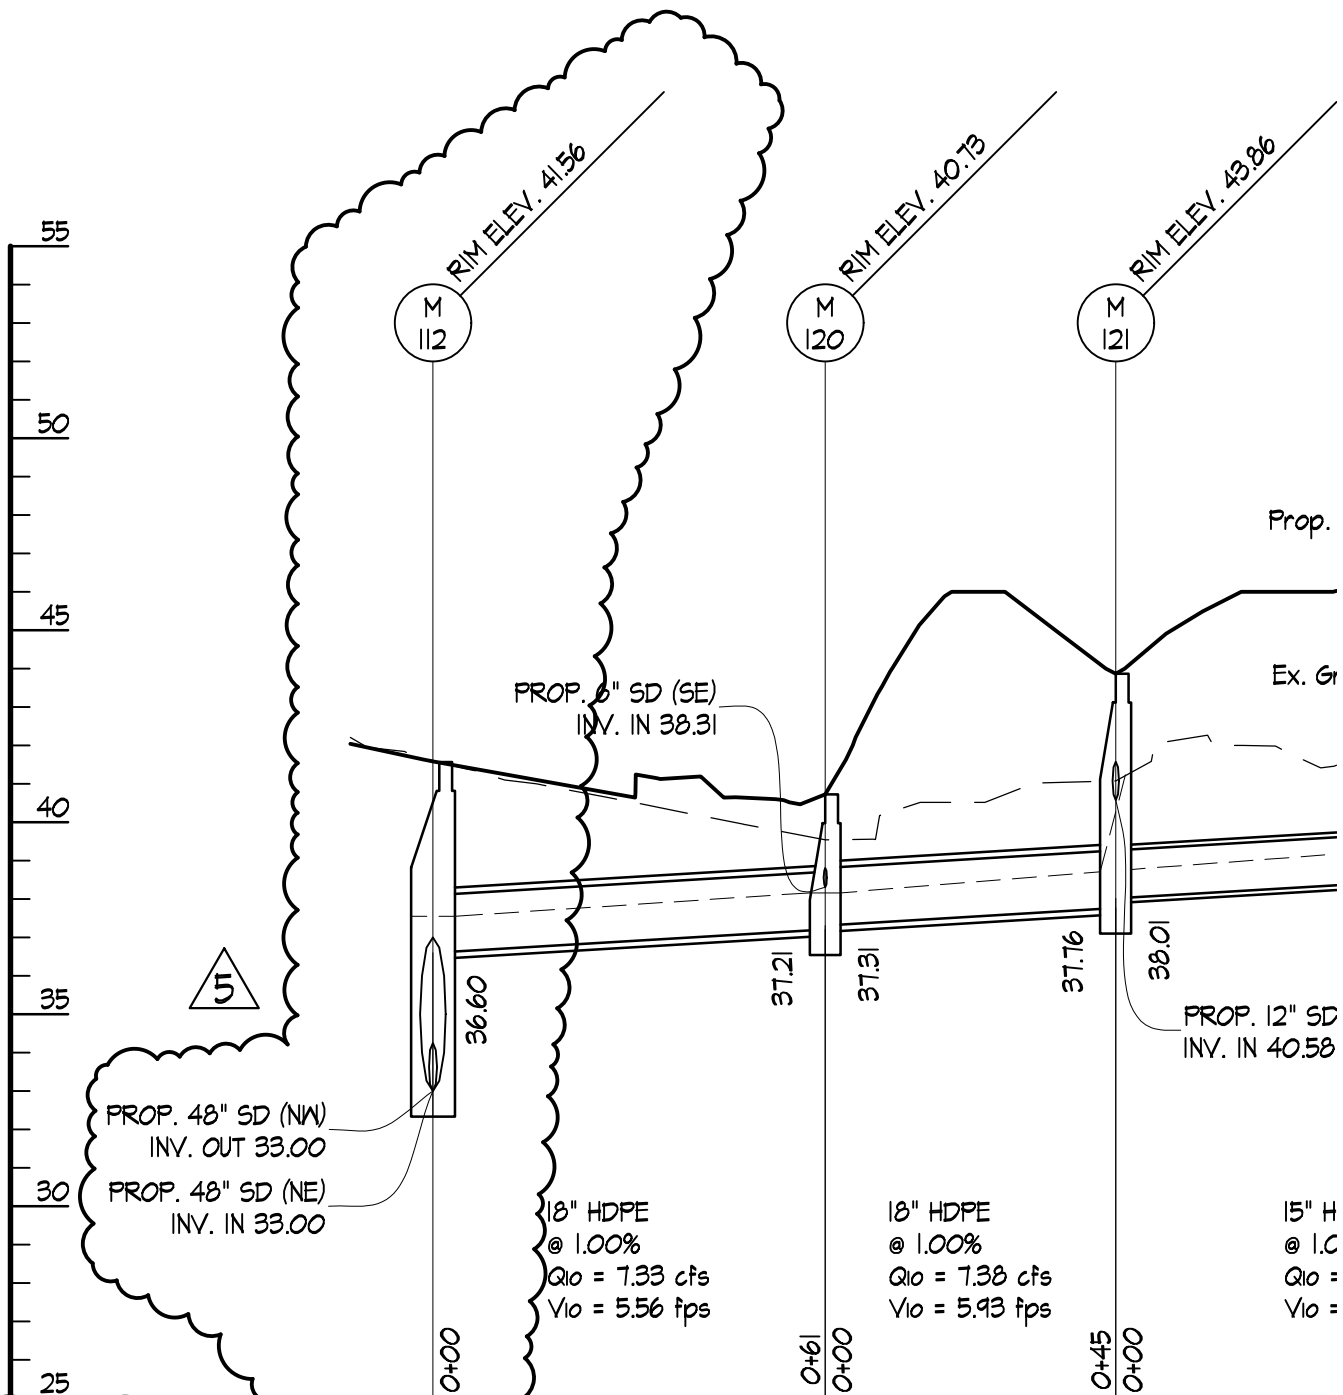 RIM ELEV. 41.56
RIM ELEV. 40.73
RIM ELEV. 43.86
M
112
M
120
M
121
55
50
45
40
35
30
25
Prop.
Ex. Gr
PROP. 6" SD (SE)
INV. IN 38.31
36.60
37.21
37.31
37.76
38.01
5
PROP. 12" SD
INV. IN 40.58
PROP. 48" SD (NW)
INV. OUT 33.00
PROP. 48" SD (NE)
INV. IN 33.00
18" HDPE
@ 1.00%
Q10 = 7.33 cfs
V10 = 5.56 fps
18" HDPE
@ 1.00%
Q10 = 7.38 cfs
V10 = 5.93 fps
15" H
@ 1.0
Q10 =
V10 =
0+00
0+61
0+00
0+45
0+00